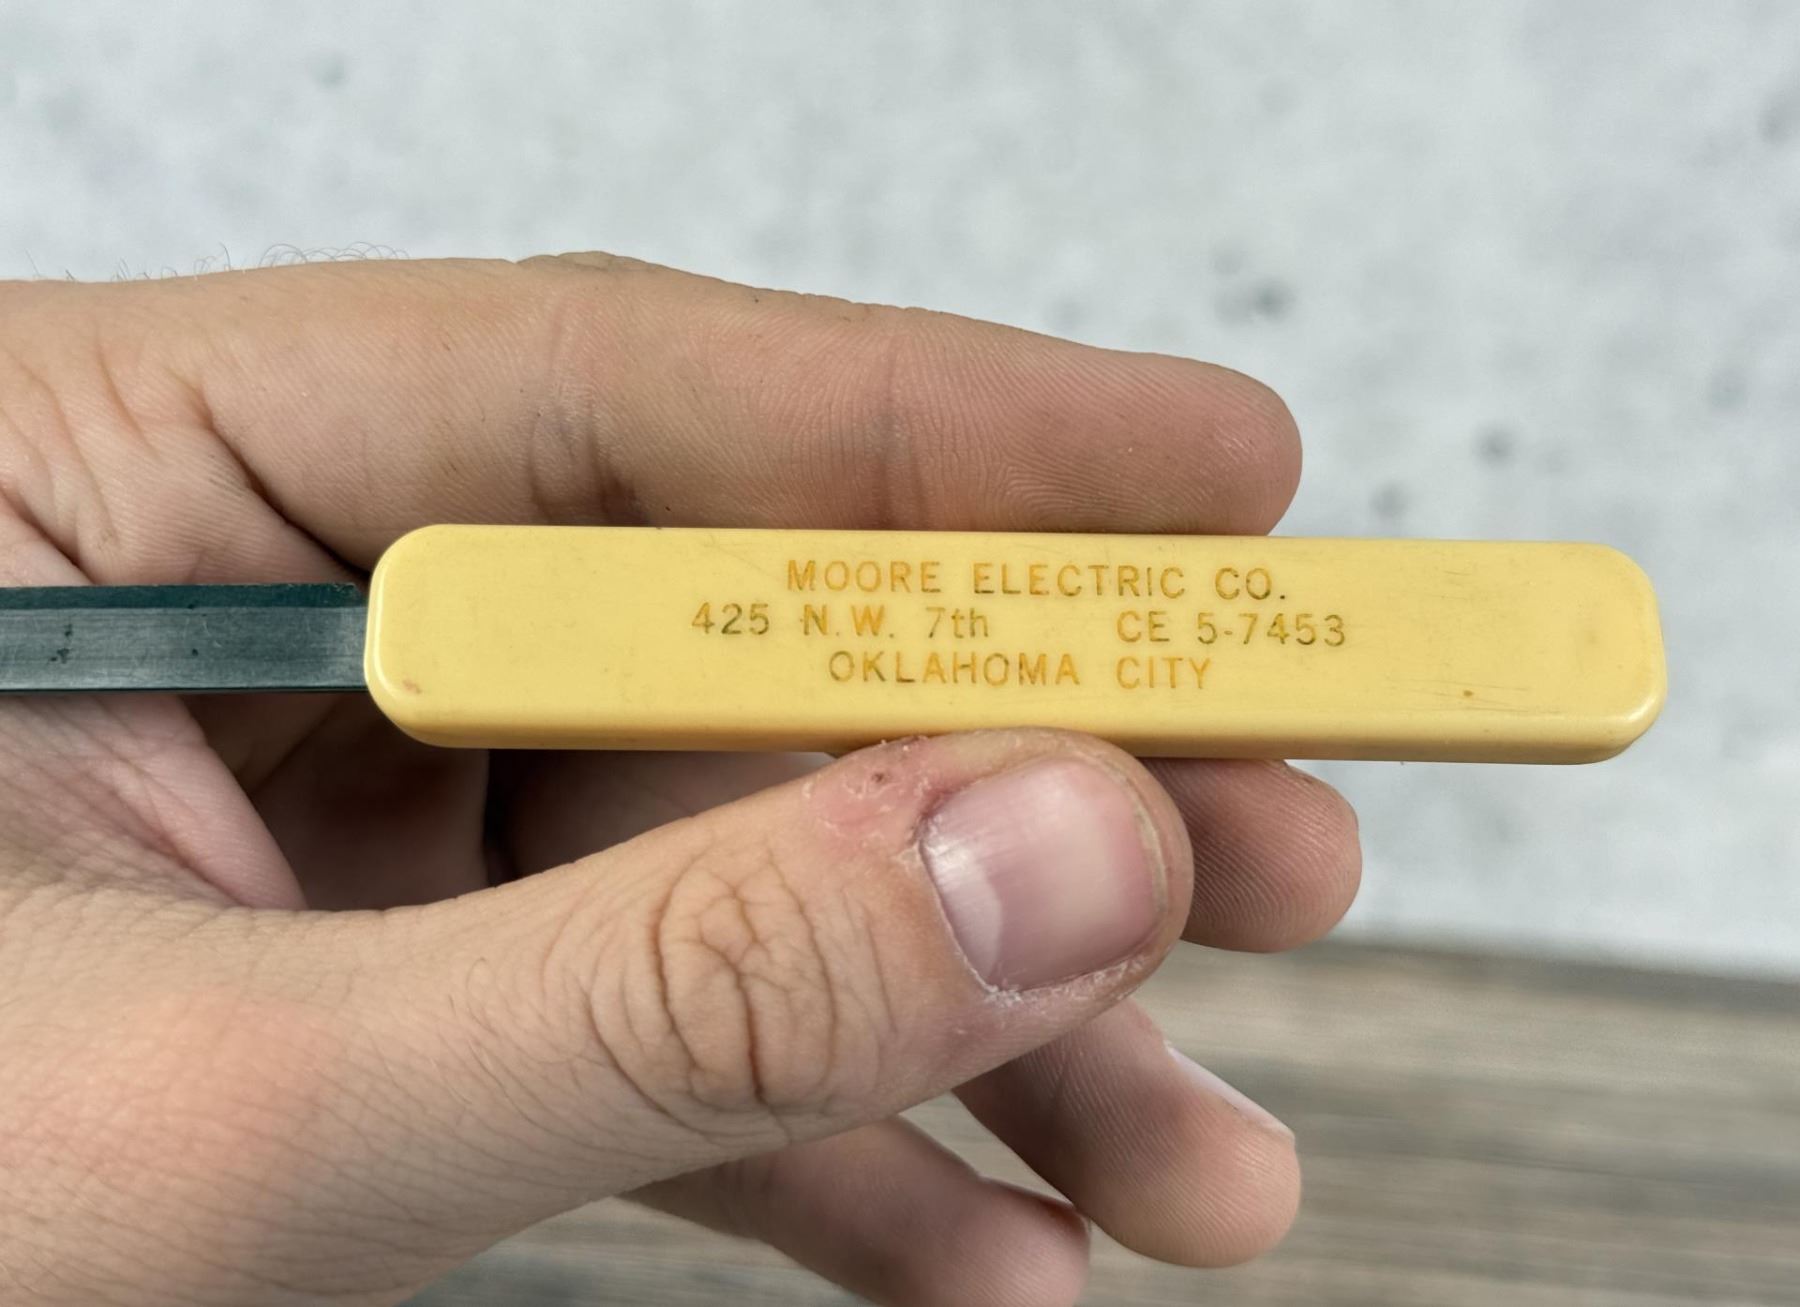 MOORE ELECTRIC CO.
425 N.W. 7th CE 5-7453
OKLAHOMA CITY